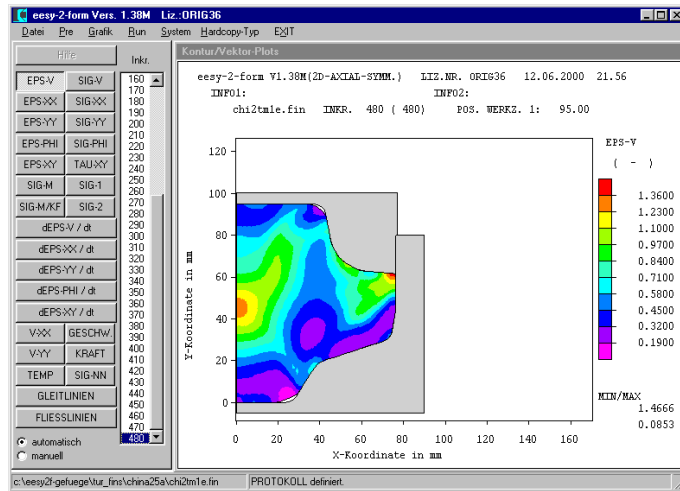 eesy-2-form Vers. 1.38M Liz.:ORIG36
Datei Pre Grafik Run System Hardcopy-Typ EXIT
Hilfe
Inkr.
EPS-V SIG-V
EPS-XX SIG-XX
EPS-YY SIG-YY
EPS-PHI SIG-PHI
EPS-XY TAU-XY
SIG-M SIG-1
SIG-M/KF SIG-2
dEPS-V / dt
dEPS-XX / dt
dEPS-YY / dt
dEPS-PHI / dt
dEPS-XY / dt
V-XX GESCHW.
V-YY KRAFT
TEMP SIG-NN
GLEITLINIEN
FLIESSLINIEN
automatisch
manuell
160
170
180
190
200
210
220
230
240
250
260
270
280
290
300
310
320
330
340
350
360
370
380
390
400
410
420
430
440
450
460
470
480
Kontur/Vektor-Plots
eesy-2-form V1.38M(2D-AXIAL-SYMM.) LIZ.NR. ORIG36 12.06.2000 21.56
INFO1: INFO2:
chi2tm1e.fin INKR. 480 ( 480) POS. WERKZ. 1: 95.00
EPS-V
( - )
1.3600
1.2300
1.1000
0.9700
0.8400
0.7100
0.5800
0.4500
0.3200
0.1900
MIN/MAX
1.4666
0.0853
Y-Koordinate in mm
120
100
80
60
40
20
0
0 20 40 60 80 100 120 140 160
X-Koordinate in mm
c:\eesy2f-gefuege\tur_fins\china25a\chi2tm1e.fin PROTOKOLL definiert.